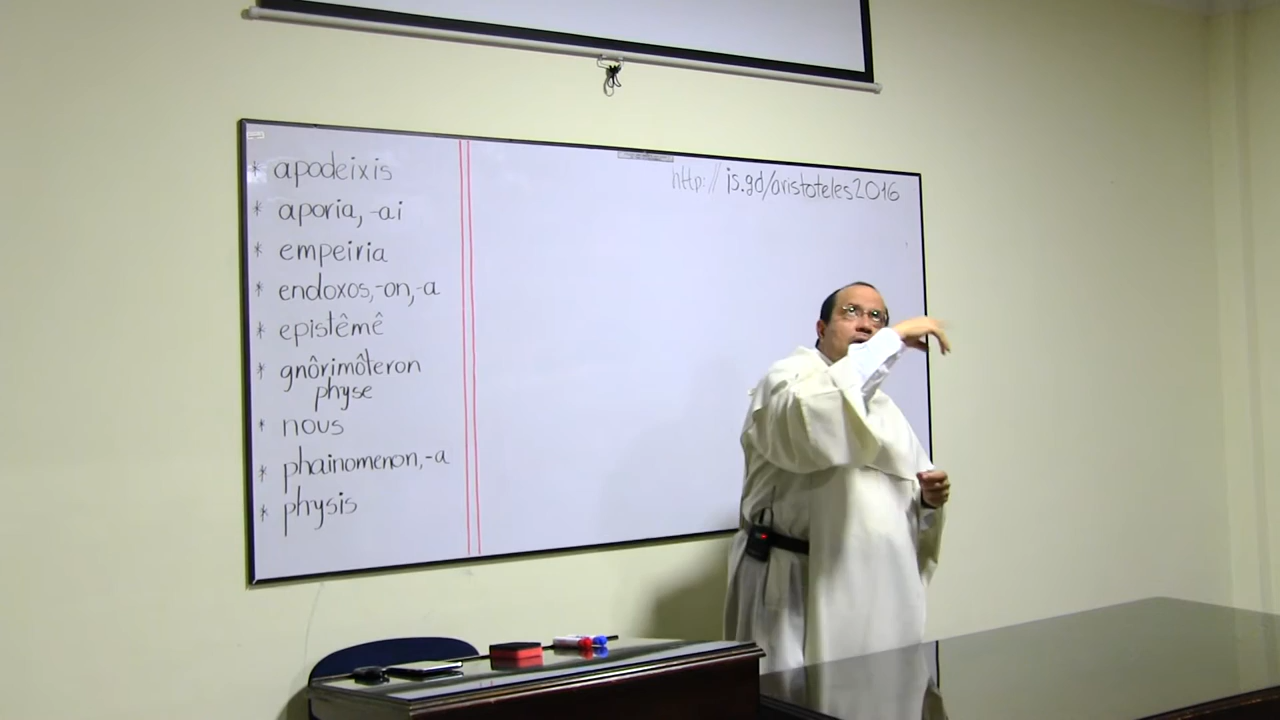 * apodeixis
* aporia, -ai
* empeiria
* endoxos, -on, -a
* epistêmê
* gnôrimôteron
physe
* nous
* phainomenon, -a
* physis
http:// is.gd/aristoteles2016